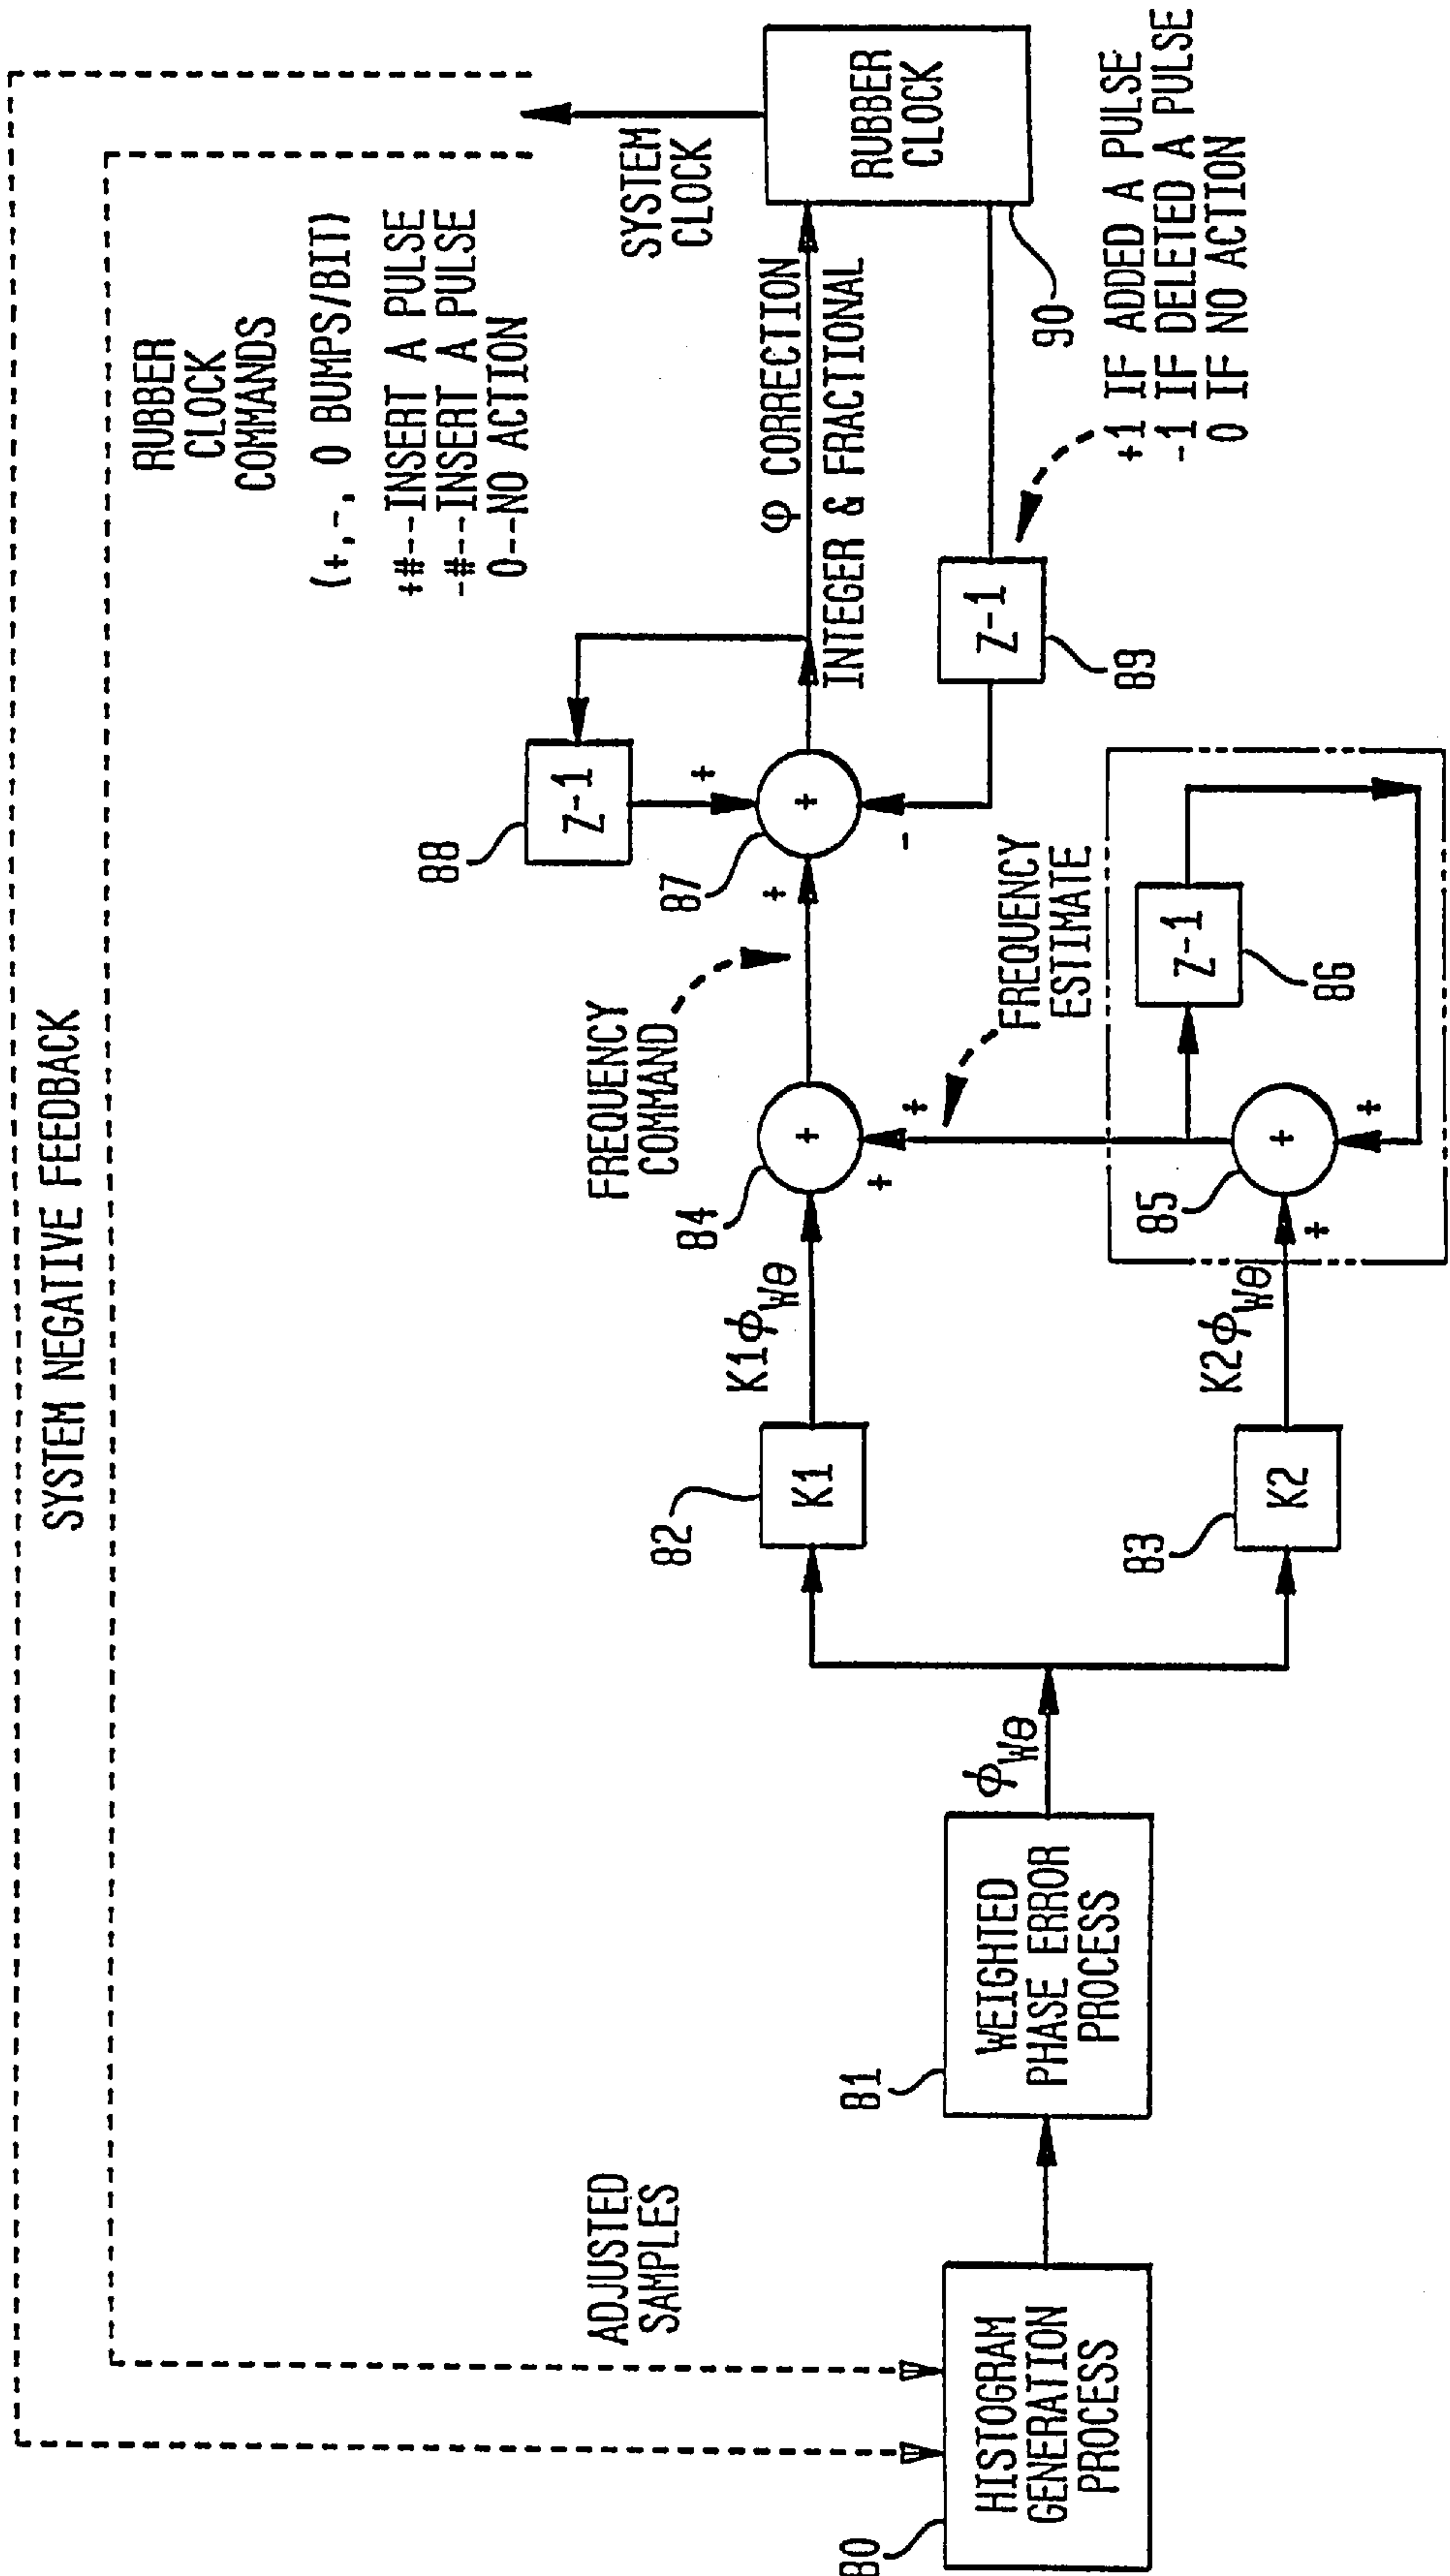 SYSTEM NEGATIVE FEEDBACK
RUBBER
CLOCK
COMMANDS
(+,-, 0 BUMPS/BIT)
+#---INSERT A PULSE
-#---INSERT A PULSE
0--NO ACTION
ADJUSTED
SAMPLES
80
HISTOGRAM
GENERATION
PROCESS
81
WEIGHTED
PHASE ERROR
PROCESS
ϕWθ
82
K1
K1ϕWθ
83
K2
K2ϕWθ
84
+
+
+
FREQUENCY
COMMAND
85
+
+
+
86
Z-1
FREQUENCY
ESTIMATE
87
+
+
+
-
88
Z-1
φ CORRECTION
INTEGER & FRACTIONAL
89
Z-1
SYSTEM
CLOCK
RUBBER
CLOCK
90
+1 IF ADDED A PULSE
-1 IF DELETED A PULSE
0 IF NO ACTION